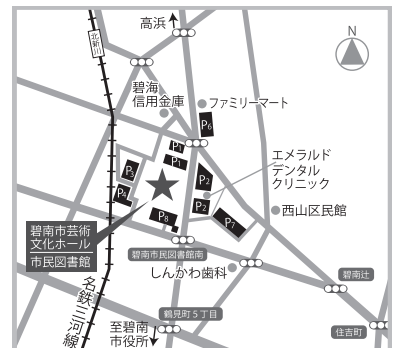 高浜
N
北新川
碧海
信用金庫
ファミリーマート
P6
P1
P1
エメラルド
デンタル
クリニック
P3
P2
P4
P2
西山区民館
P8
P7
碧南市芸術
文化ホール
市民図書館
碧南市民図書館南
しんかわ歯科
碧南辻
名鉄三河線
鶴見町5丁目
住吉町
至碧南
市役所